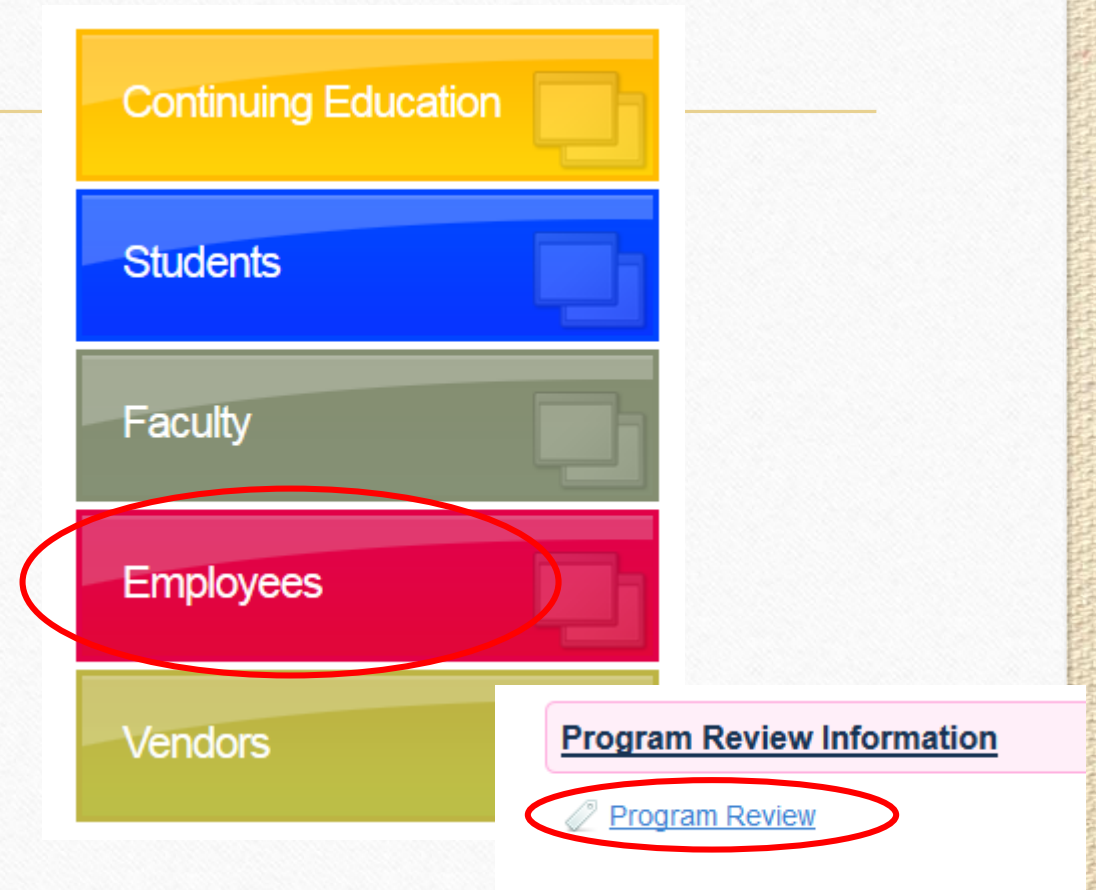 Continuing Education
Students
Faculty
Employees
Vendors
Program Review Information
Program Review